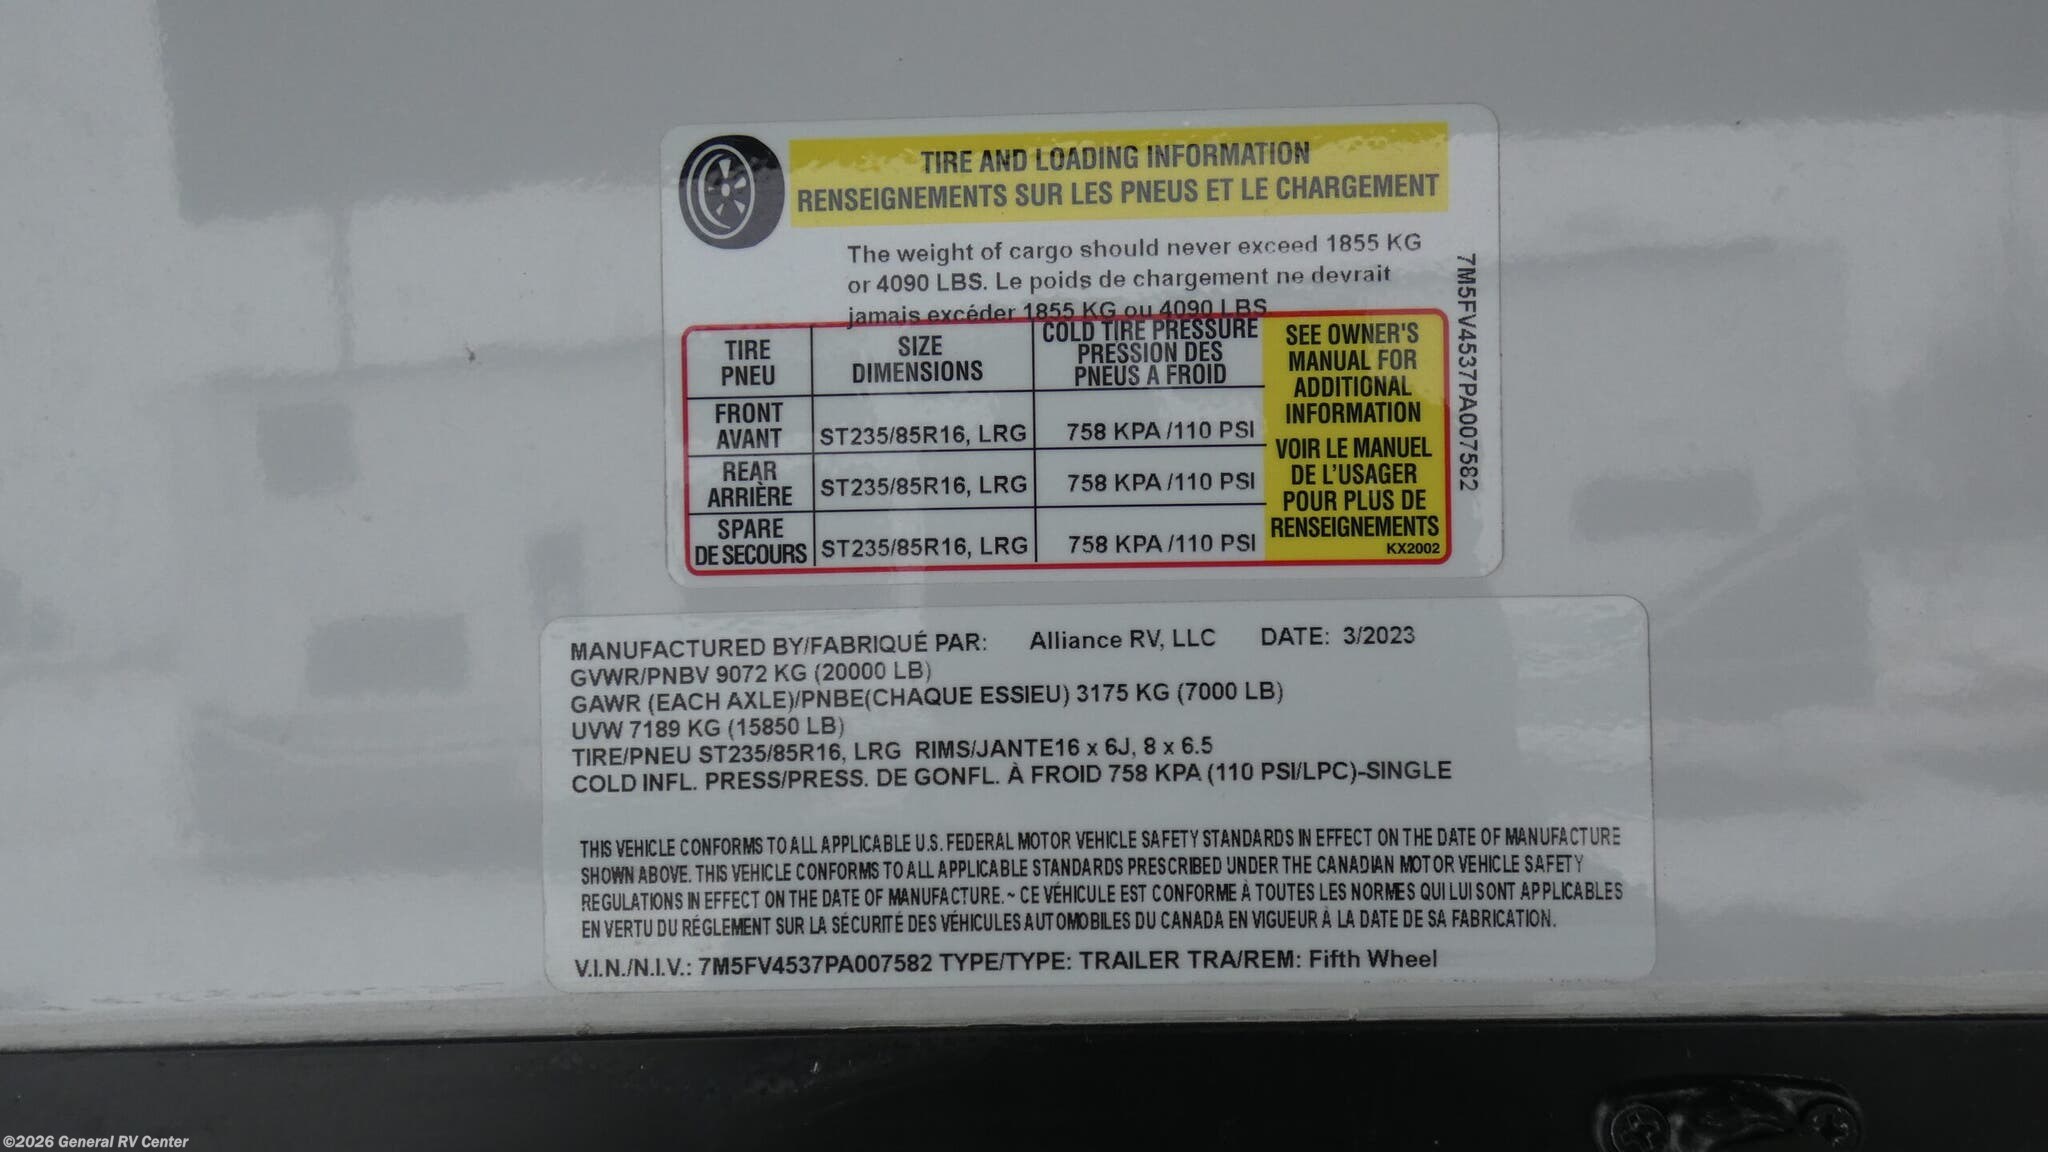 TIRE AND LOADING INFORMATION
RENSEIGNEMENTS SUR LES PNEUS ET LE CHARGEMENT
The weight of cargo should never exceed 1855 KG
or 4090 LBS. Le poids de chargement ne devrait
jamais excéder 1855 KG ou 4090 LBS
TIRE
PNEU
SIZE
DIMENSIONS
COLD TIRE PRESSURE
PRESSION DES
PNEUS A FROID
FRONT
AVANT
ST235/85R16, LRG
758 KPA /110 PSI
REAR
ARRIÈRE
ST235/85R16, LRG
758 KPA /110 PSI
SPARE
DE SECOURS
ST235/85R16, LRG
758 KPA /110 PSI
SEE OWNER'S
MANUAL FOR
ADDITIONAL
INFORMATION
VOIR LE MANUEL
DE L'USAGER
POUR PLUS DE
RENSEIGNEMENTS
KX2002
7M5FV4537PA007582
MANUFACTURED BY/FABRIQUÉ PAR: Alliance RV, LLC DATE: 3/2023
GVWR/PNBV 9072 KG (20000 LB)
GAWR (EACH AXLE)/PNBE(CHAQUE ESSIEU) 3175 KG (7000 LB)
UVW 7189 KG (15850 LB)
TIRE/PNEU ST235/85R16, LRG RIMS/JANTE16 x 6J, 8 x 6.5
COLD INFL. PRESS/PRESS. DE GONFL. À FROID 758 KPA (110 PSI/LPC)-SINGLE
THIS VEHICLE CONFORMS TO ALL APPLICABLE U.S. FEDERAL MOTOR VEHICLE SAFETY STANDARDS IN EFFECT ON THE DATE OF MANUFACTURE
SHOWN ABOVE. THIS VEHICLE CONFORMS TO ALL APPLICABLE STANDARDS PRESCRIBED UNDER THE CANADIAN MOTOR VEHICLE SAFETY
REGULATIONS IN EFFECT ON THE DATE OF MANUFACTURE. ~ CE VÉHICULE EST CONFORME À TOUTES LES NORMES QUI LUI SONT APPLICABLES
EN VERTU DU RÉGLEMENT SUR LA SÉCURITÉ DES VÉHICULES AUTOMOBILES DU CANADA EN VIGUEUR À LA DATE DE SA FABRICATION.
V.I.N./N.I.V.: 7M5FV4537PA007582 TYPE/TYPE: TRAILER TRA/REM: Fifth Wheel
©2026 General RV Center